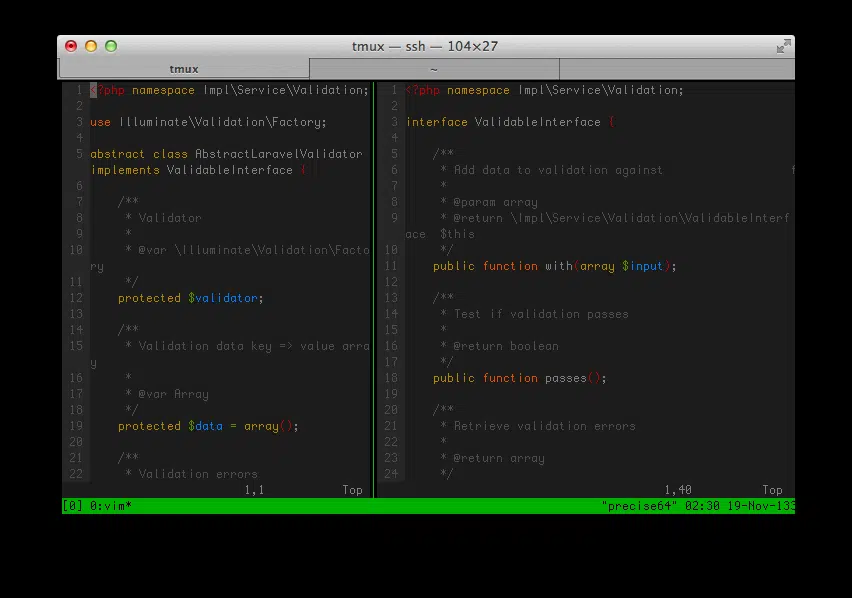 tmux — ssh — 104×27
tmux
~
1 <?php namespace Impl\Service\Validation;
2
3 use Illuminate\Validation\Factory;
4
5 abstract class AbstractLaravelValidator
implements ValidableInterface {
6
7 /**
8 * Validator
9 *
10 * @var \Illuminate\Validation\Facto
ry
11 */
12 protected $validator;
13
14 /**
15 * Validation data key => value arra
y
16 *
17 * @var Array
18 */
19 protected $data = array();
20
21 /**
22 * Validation errors
1,1 Top
1 <?php namespace Impl\Service\Validation;
2
3 interface ValidableInterface {
4
5 /**
6 * Add data to validation against
7 *
8 * @param array
9 * @return \Impl\Service\Validation\ValidableInterf
ace $this
10 */
11 public function with(array $input);
12
13 /**
14 * Test if validation passes
15 *
16 * @return boolean
17 */
18 public function passes();
19
20 /**
21 * Retrieve validation errors
22 *
23 * @return array
24 */
1,40 Top
[0] 0:vim* "precise64" 02:30 19-Nov-133